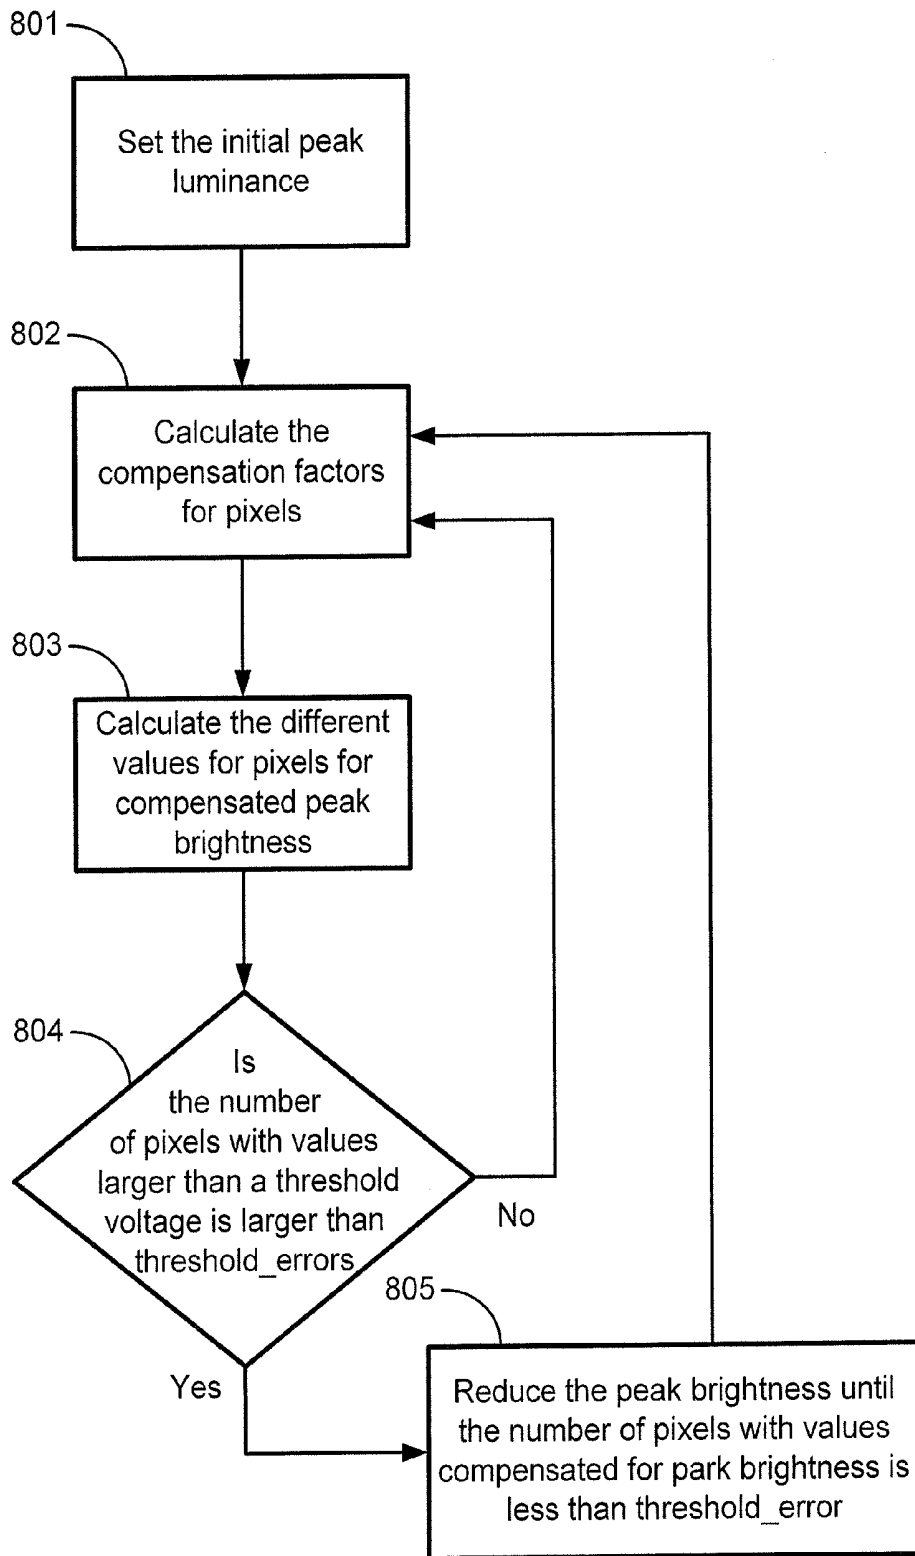 801
Set the initial peak
luminance
802
Calculate the
compensation factors
for pixels
803
Calculate the different
values for pixels for
compensated peak
brightness
804
Is
the number
of pixels with values
larger than a threshold
voltage is larger than
threshold_errors
No
Yes
805
Reduce the peak brightness until
the number of pixels with values
compensated for park brightness is
less than threshold_error